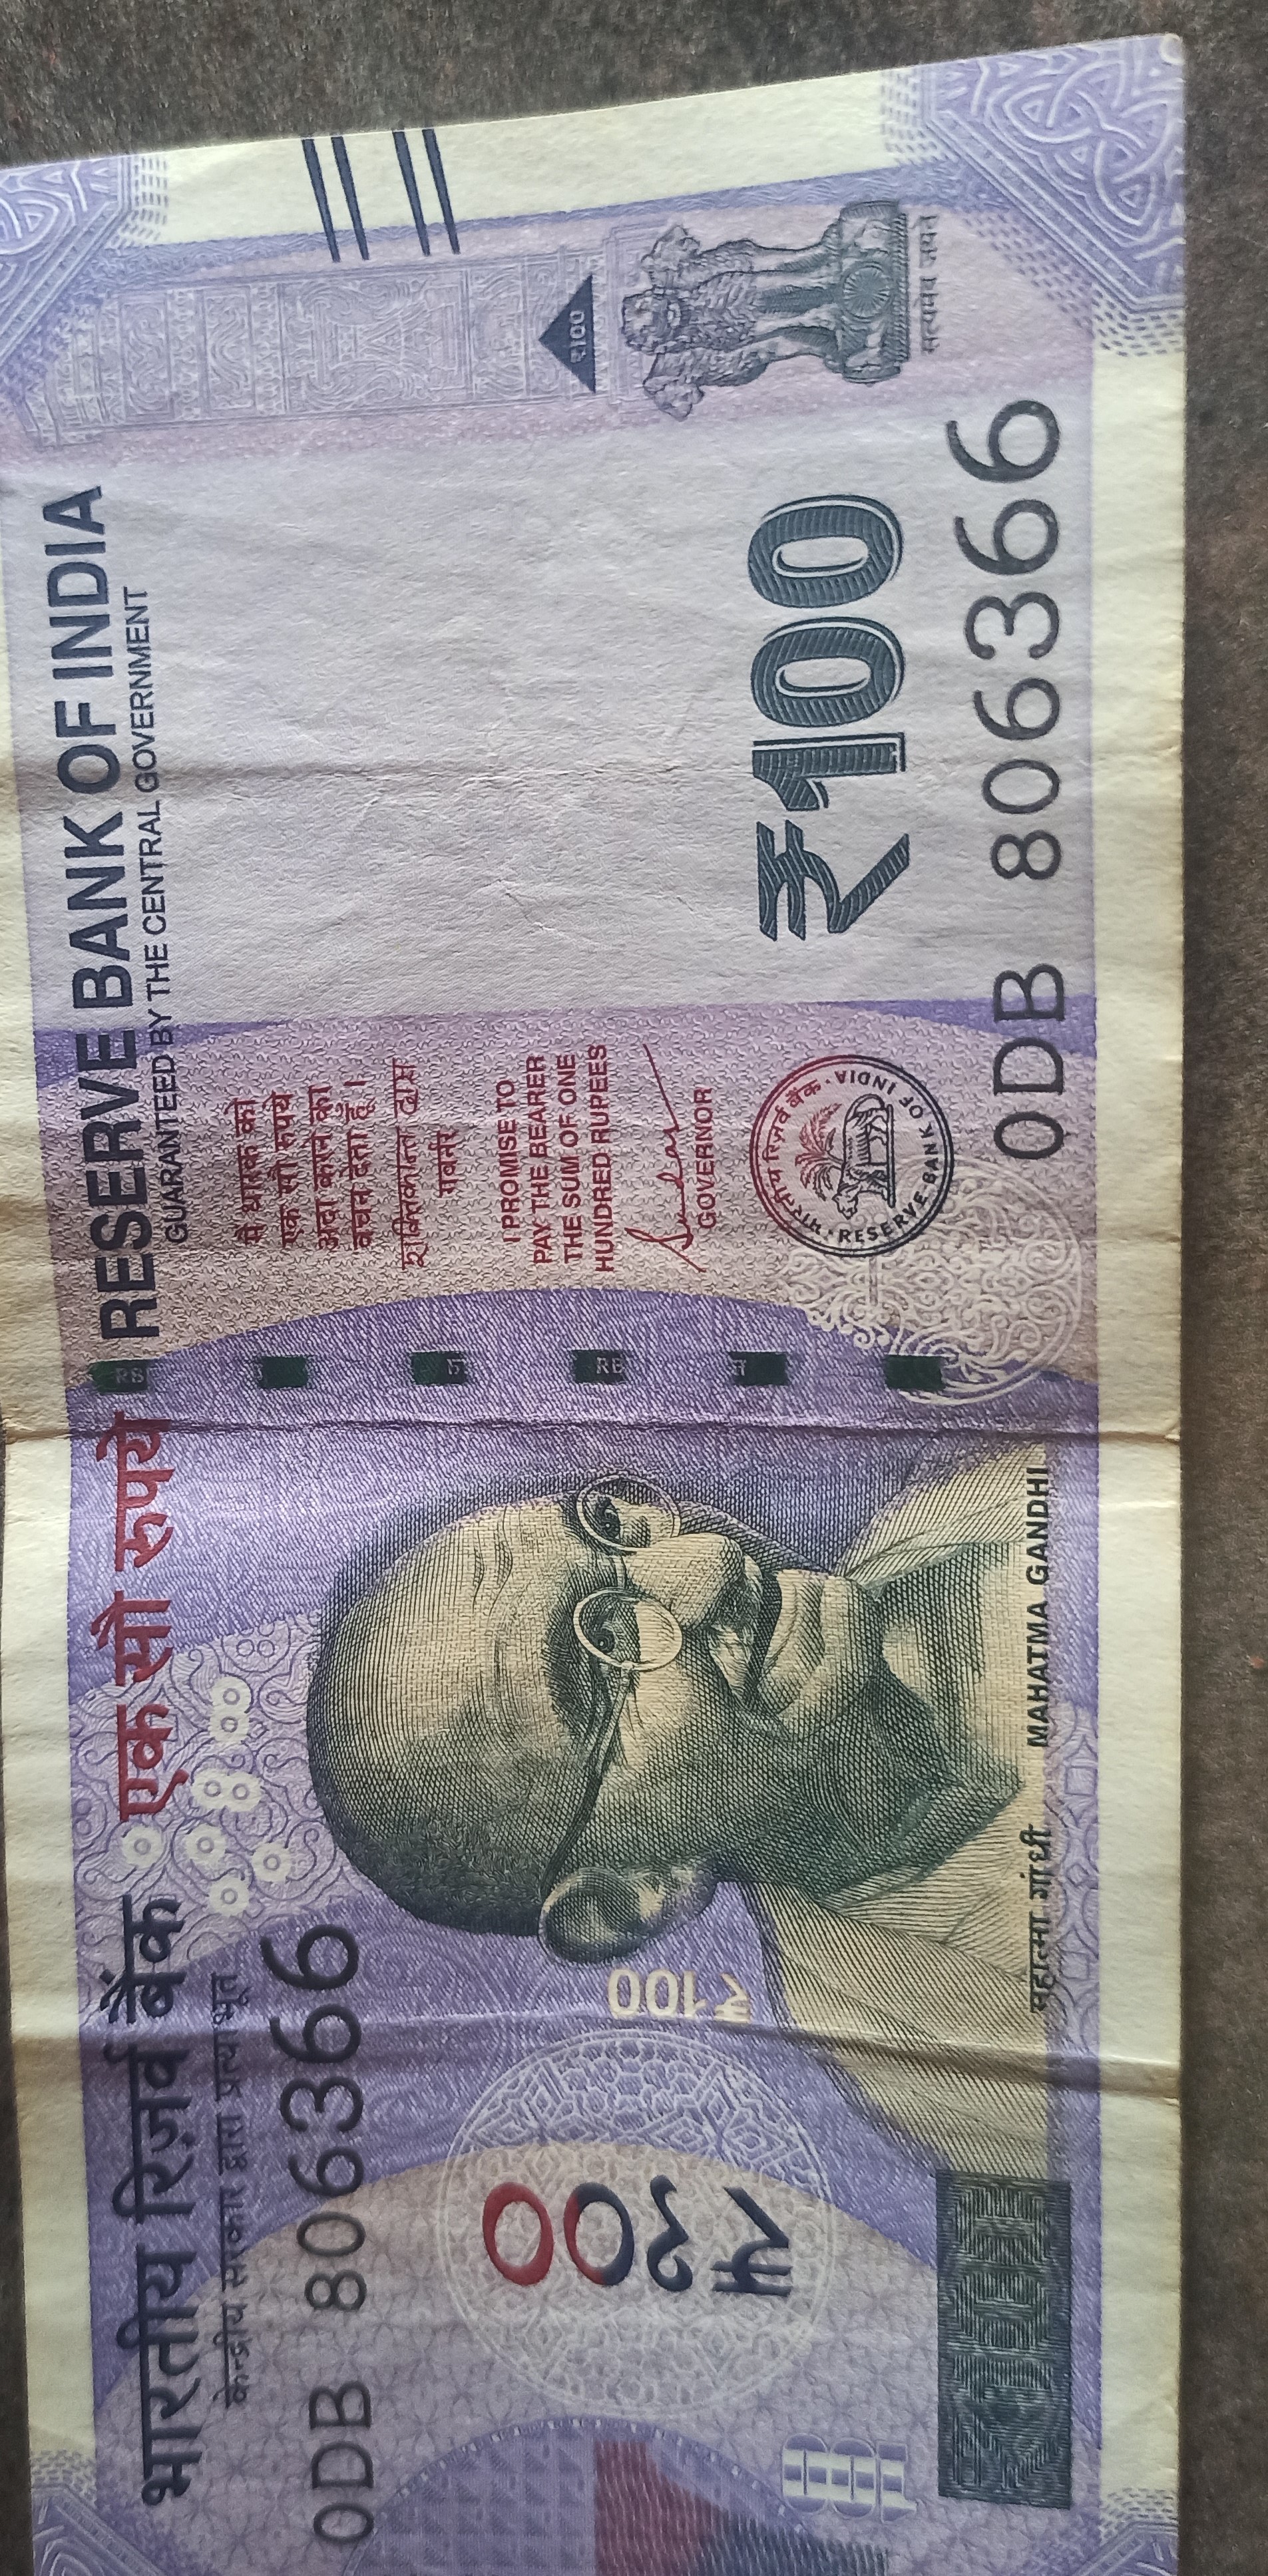 भारतीय रिज़र्व बैंक
एक सौ रुपये
केन्द्रीय सरकार द्वारा प्रत्याभूत
0DB 806366
₹१००
₹100
₹100
महात्मा गांधी
MAHATMA GANDHI
RESERVE BANK OF INDIA
GUARANTEED BY THE CENTRAL GOVERNMENT
मैं धारक को
एक सौ रुपये
अदा करने का
वचन देता हूँ ।
शक्तिकान्त दास
गवर्नर
I PROMISE TO
PAY THE BEARER
THE SUM OF ONE
HUNDRED RUPEES
GOVERNOR
भारतीय रिज़र्व बैंक
RESERVE BANK OF INDIA
₹100
₹100
सत्यमेव जयते
0DB 806366